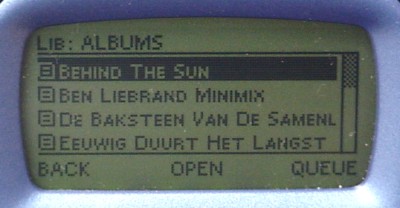 LIB: ALBUMS
BEHIND THE SUN
BEN LIEBRAND MINIMIX
DE BAKSTEEN VAN DE SAMENL
EEUWIG DUURT HET LANGST
BACK OPEN QUEUE